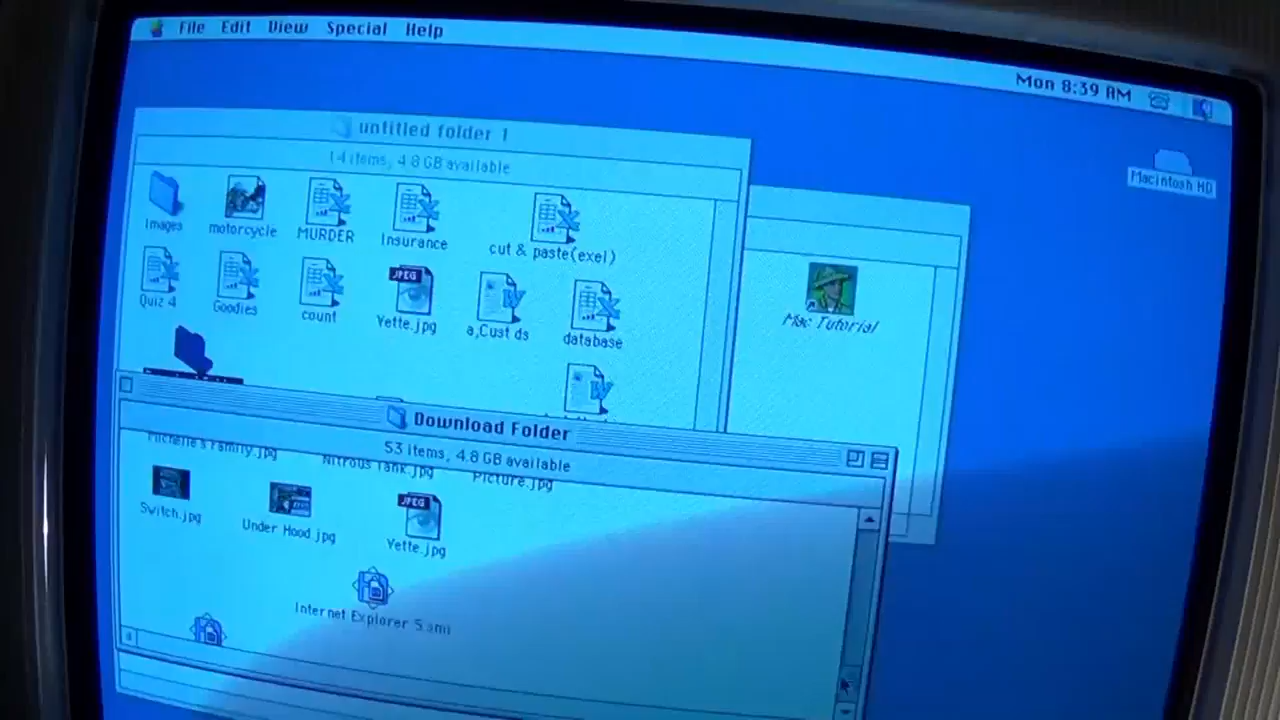 File Edit View Special Help
Mon 8:39 AM
untitled folder 1
14 items, 4.8 GB available
Macintosh HD
Images motorcycle MURDER Insurance cut & paste(exel)
Quiz 4 Goodies count JPEG Yette.jpg a,Cust ds database
Mac Tutorial
Download Folder
53 items, 4.8 GB available
Michelle's Family.jpg Nitrous Tank.jpg Picture.jpg
Switch.jpg Under Hood.jpg JPEG Yette.jpg
Internet Explorer 5.smi